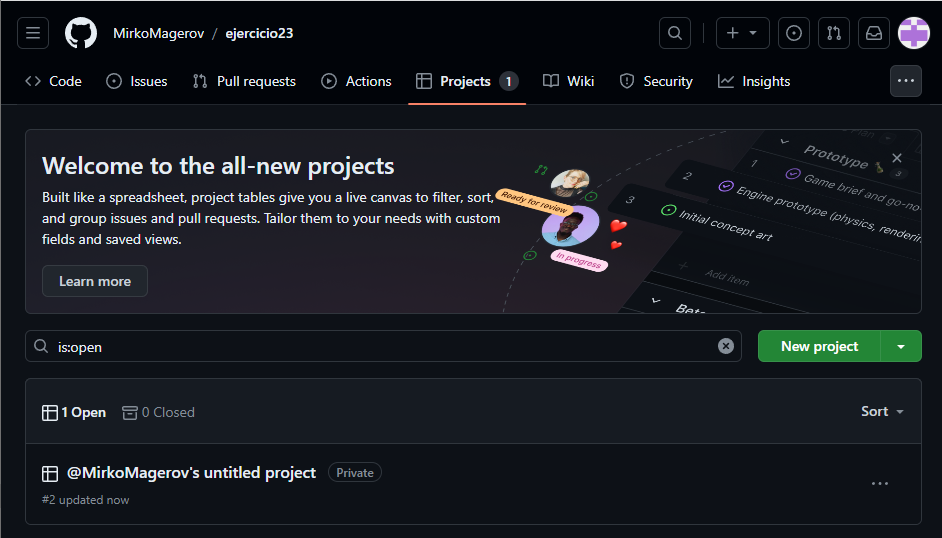 MirkoMagerov / ejercicio23
Code
Issues
Pull requests
Actions
Projects 1
Wiki
Security
Insights
Welcome to the all-new projects
Built like a spreadsheet, project tables give you a live canvas to filter, sort,
and group issues and pull requests. Tailor them to your needs with custom
fields and saved views.
Learn more
Ready for review
In progress
Prototype 3
1 Game brief and go-no-
2 Engine prototype (physics, renderin
3 Initial concept art
Add item
Beta
is:open
New project
1 Open
0 Closed
Sort
@MirkoMagerov's untitled project Private
#2 updated now